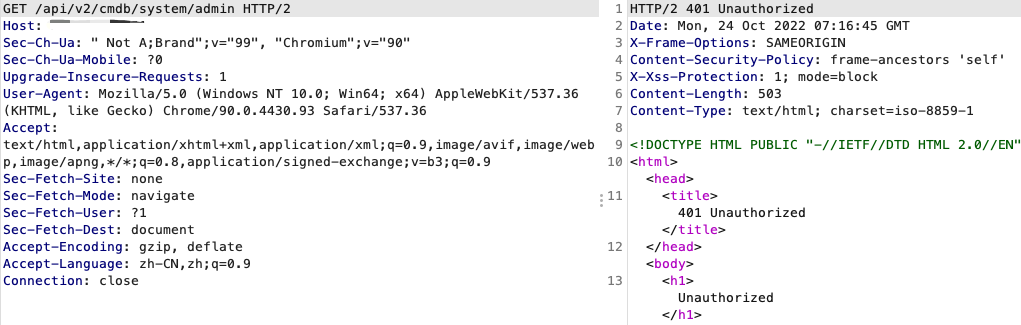 GET /api/v2/cmdb/system/admin HTTP/2
Host:
Sec-Ch-Ua: " Not A;Brand";v="99", "Chromium";v="90"
Sec-Ch-Ua-Mobile: ?0
Upgrade-Insecure-Requests: 1
User-Agent: Mozilla/5.0 (Windows NT 10.0; Win64; x64) AppleWebKit/537.36
(KHTML, like Gecko) Chrome/90.0.4430.93 Safari/537.36
Accept:
text/html,application/xhtml+xml,application/xml;q=0.9,image/avif,image/web
p,image/apng,*/*;q=0.8,application/signed-exchange;v=b3;q=0.9
Sec-Fetch-Site: none
Sec-Fetch-Mode: navigate
Sec-Fetch-User: ?1
Sec-Fetch-Dest: document
Accept-Encoding: gzip, deflate
Accept-Language: zh-CN,zh;q=0.9
Connection: close
1 HTTP/2 401 Unauthorized
2 Date: Mon, 24 Oct 2022 07:16:45 GMT
3 X-Frame-Options: SAMEORIGIN
4 Content-Security-Policy: frame-ancestors 'self'
5 X-Xss-Protection: 1; mode=block
6 Content-Length: 503
7 Content-Type: text/html; charset=iso-8859-1
8
9 <!DOCTYPE HTML PUBLIC "-//IETF//DTD HTML 2.0//EN"
10 <html>
<head>
11 <title>
401 Unauthorized
</title>
12 </head>
<body>
13 <h1>
Unauthorized
</h1>